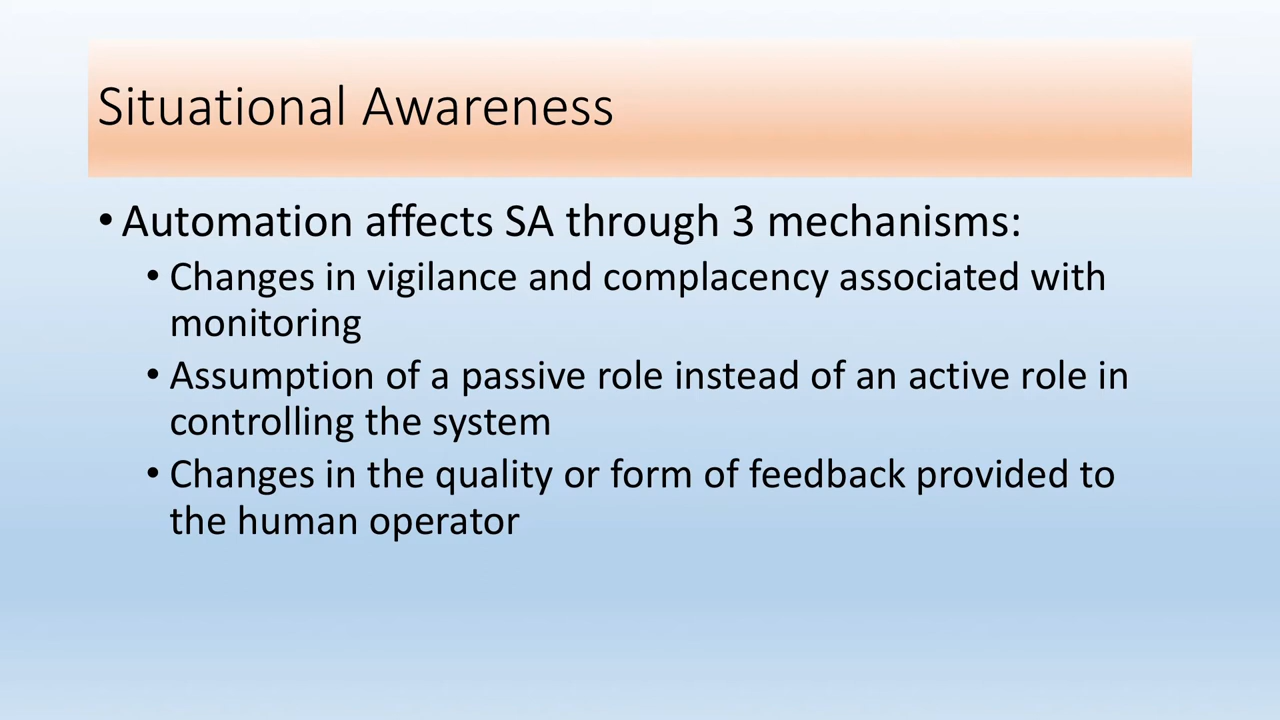 Situational Awareness
• Automation affects SA through 3 mechanisms:
• Changes in vigilance and complacency associated with
monitoring
• Assumption of a passive role instead of an active role in
controlling the system
• Changes in the quality or form of feedback provided to
the human operator